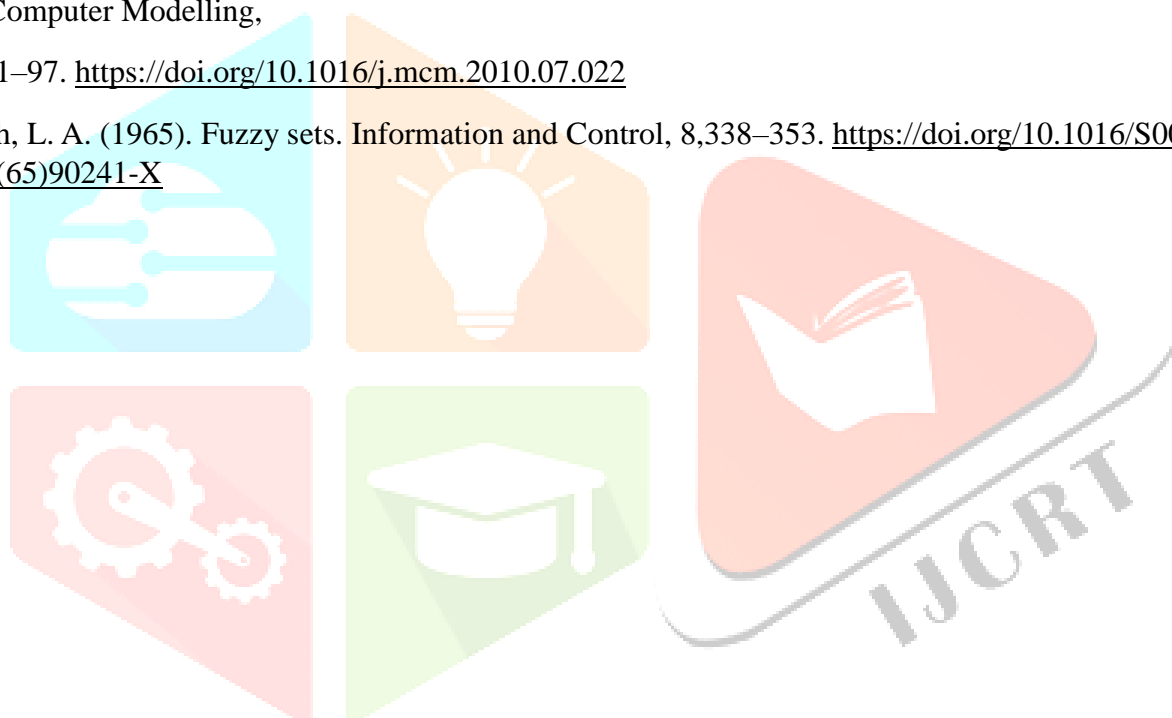 Computer Modelling,
1–97. https://doi.org/10.1016/j.mcm.2010.07.022
h, L. A. (1965). Fuzzy sets. Information and Control, 8,338–353. https://doi.org/10.1016/S00
(65)90241-X
IJCRT